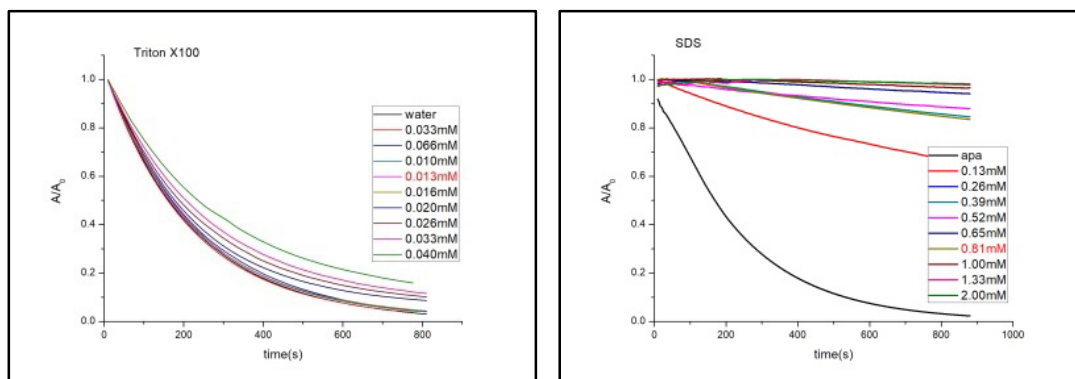 Triton X100
A/A0
1.0
0.8
0.6
0.4
0.2
0.0
0 200 400 600 800
time(s)
water
0.033mM
0.066mM
0.010mM
0.013mM
0.016mM
0.020mM
0.026mM
0.033mM
0.040mM
SDS
A/A0
1.0
0.8
0.6
0.4
0.2
0.0
0 200 400 600 800 1000
time(s)
apa
0.13mM
0.26mM
0.39mM
0.52mM
0.65mM
0.81mM
1.00mM
1.33mM
2.00mM